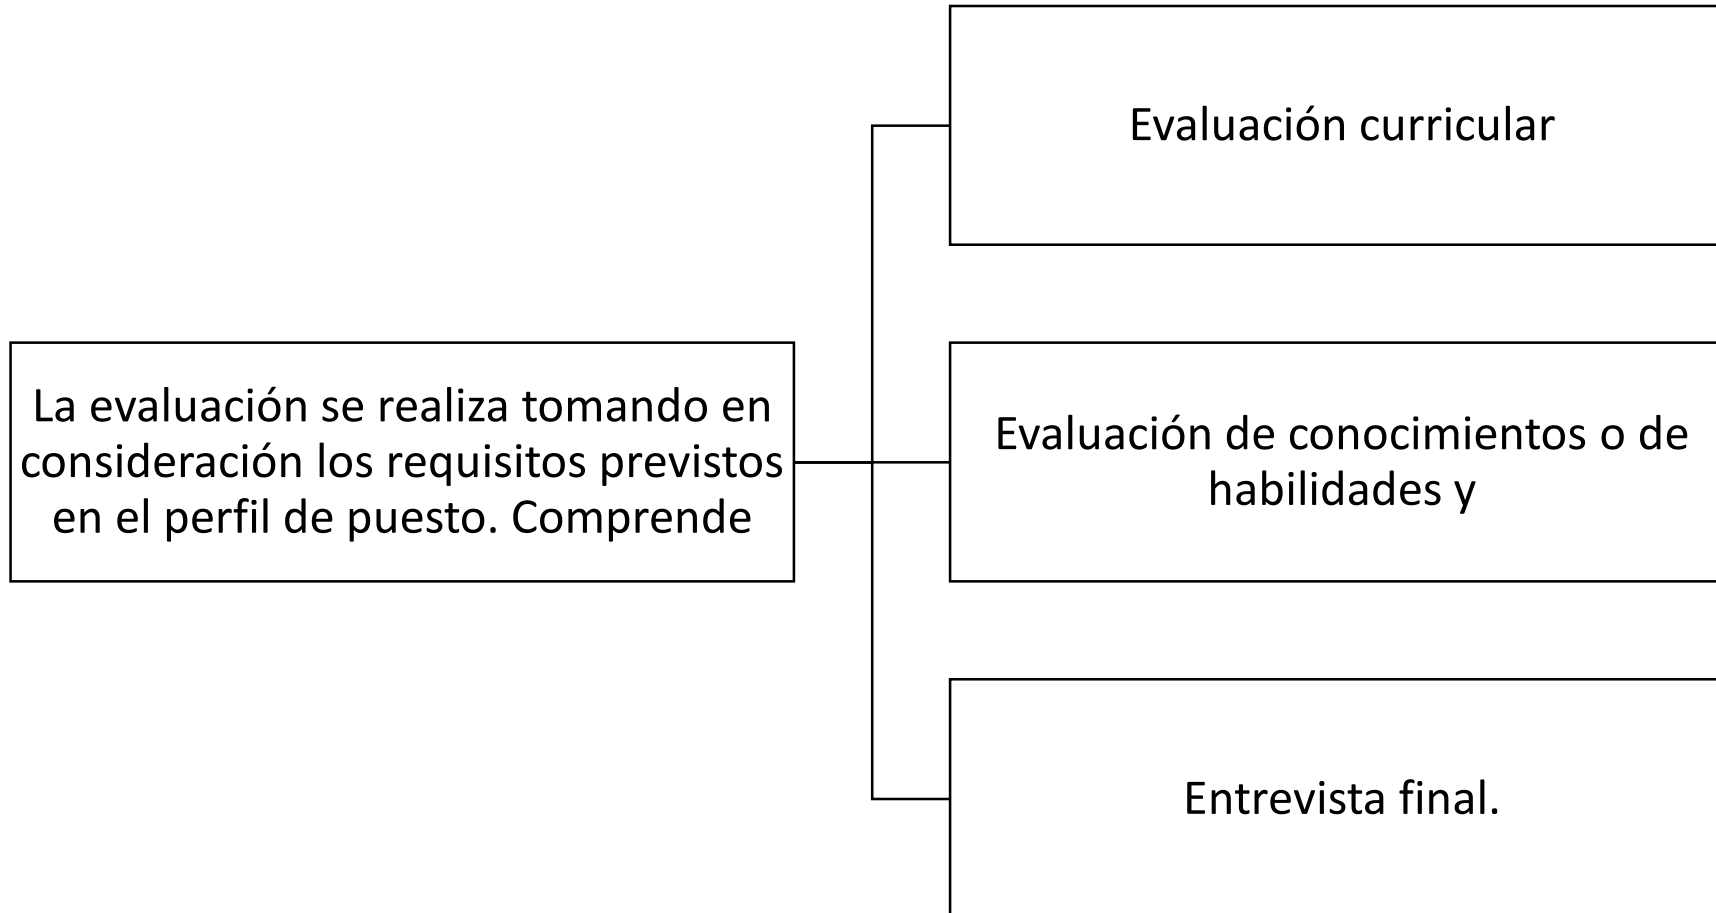 La evaluación se realiza tomando en
consideración los requisitos previstos
en el perfil de puesto. Comprende
Evaluación curricular
Evaluación de conocimientos o de
habilidades y
Entrevista final.